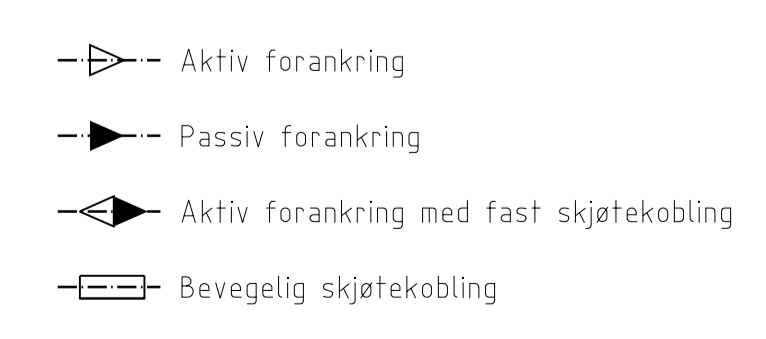 Aktiv forankring
Passiv forankring
Aktiv forankring med fast skjøtekobling
Bevegelig skjøtekobling